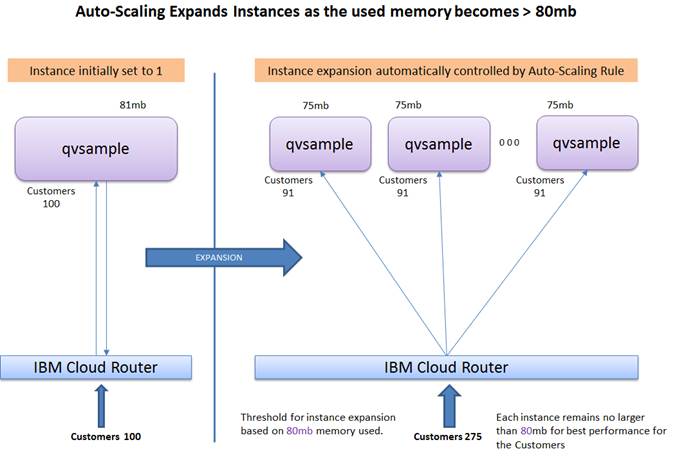 Auto-Scaling Expands Instances as the used memory becomes > 80mb
Instance initially set to 1
81mb
qvsample
Customers
100
IBM Cloud Router
Customers 100
EXPANSION
Instance expansion automatically controlled by Auto-Scaling Rule
75mb
75mb
75mb
qvsample
qvsample
o o o
qvsample
Customers
91
Customers
91
Customers
91
IBM Cloud Router
Threshold for instance expansion
based on 80mb memory used.
Customers 275
Each instance remains no larger
than 80mb for best performance for
the Customers